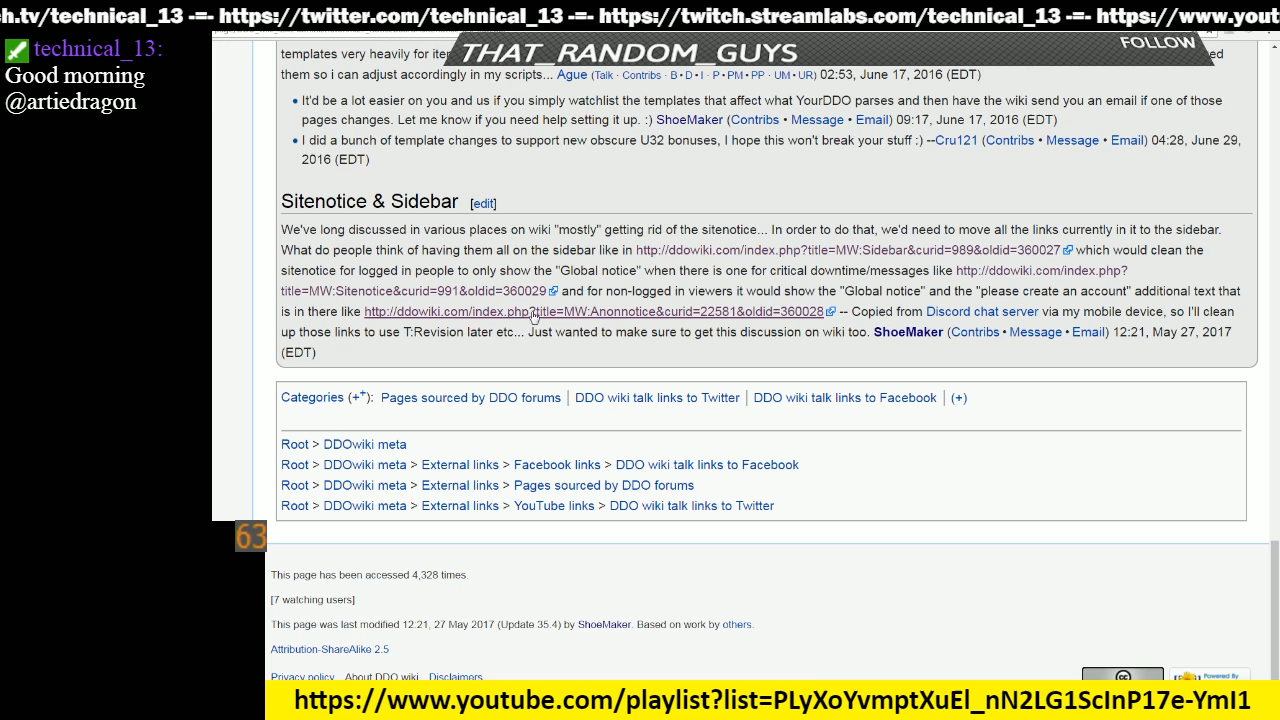 ch.tv/technical_13 -=- https://twitter.com/technical_13 -=- https://twitch.streamlabs.com/technical_13 -=- https://www.yout
technical_13:
Good morning
@artiedragon
THAT_RANDOM_GUYS
FOLLOW
templates very heavily for
them so i can adjust accordingly in my scripts... Ague (Talk · Contribs · B • D • I · P • PM • PP · UM • UR) 02:53, June 17, 2016 (EDT)
• It'd be a lot easier on you and us if you simply watchlist the templates that affect what YourDDO parses and then have the wiki send you an email if one of those
pages changes. Let me know if you need help setting it up. :) ShoeMaker (Contribs • Message • Email) 09:17, June 17, 2016 (EDT)
• I did a bunch of template changes to support new obscure U32 bonuses, I hope this won't break your stuff :) --Cru121 (Contribs • Message • Email) 04:28, June 29,
2016 (EDT)
Sitenotice & Sidebar [edit]
We've long discussed in various places on wiki "mostly" getting rid of the sitenotice... In order to do that, we'd need to move all the links currently in it to the sidebar.
What do people think of having them all on the sidebar like in http://ddowiki.com/index.php?title=MW:Sidebar&curid=989&oldid=360027 which would clean the
sitenotice for logged in people to only show the "Global notice" when there is one for critical downtime/messages like http://ddowiki.com/index.php?
title=MW:Sitenotice&curid=991&oldid=360029 and for non-logged in viewers it would show the "Global notice" and the "please create an account" additional text that
is in there like http://ddowiki.com/index.php?title=MW:Anonnotice&curid=22581&oldid=360028 -- Copied from Discord chat server via my mobile device, so I'll clean
up those links to use T:Revision later etc... Just wanted to make sure to get this discussion on wiki too. ShoeMaker (Contribs • Message • Email) 12:21, May 27, 2017
(EDT)
Categories (+⁺): Pages sourced by DDO forums | DDO wiki talk links to Twitter | DDO wiki talk links to Facebook | (+)
Root > DDOwiki meta
Root > DDOwiki meta > External links > Facebook links > DDO wiki talk links to Facebook
Root > DDOwiki meta > External links > Pages sourced by DDO forums
Root > DDOwiki meta > External links > YouTube links > DDO wiki talk links to Twitter
63
This page has been accessed 4,328 times.
[7 watching users]
This page was last modified 12:21, 27 May 2017 (Update 35.4) by ShoeMaker. Based on work by others.
Attribution-ShareAlike 2.5
Privacy policy About DDO wiki Disclaimers
cc Powered By
https://www.youtube.com/playlist?list=PLyXoYvmptXuEl_nN2LG1ScInP17e-YmI1